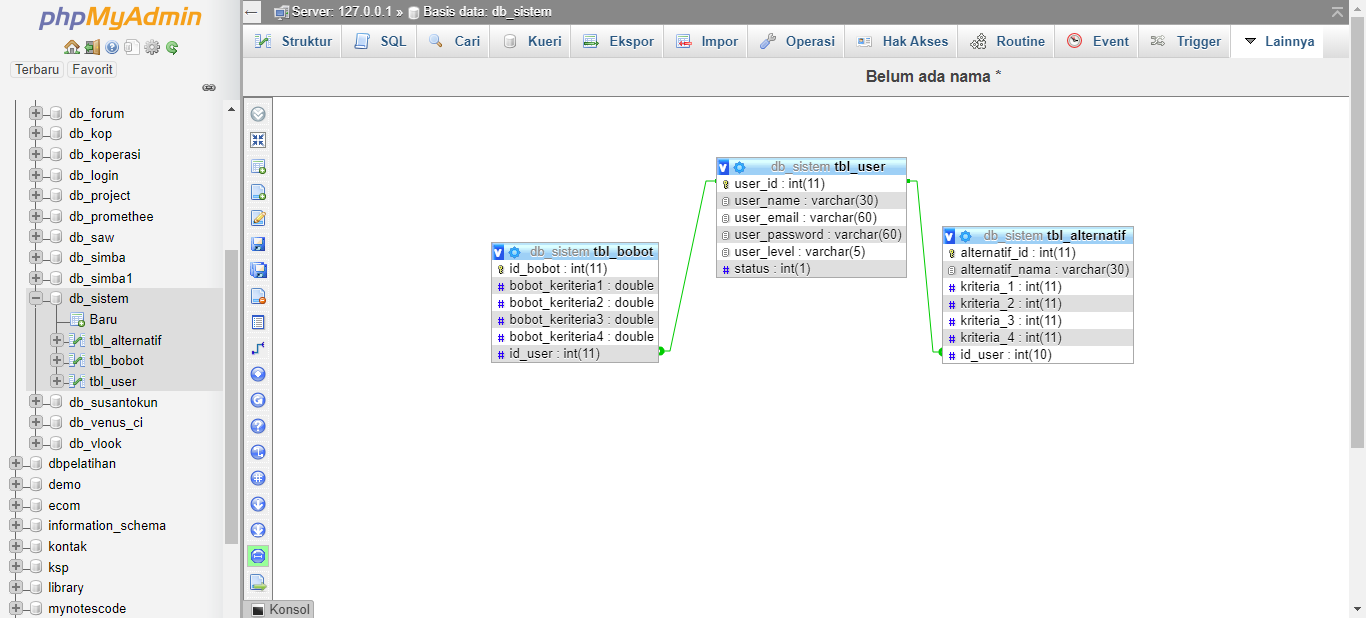 phpMyAdmin
Terbaru Favorit
db_forum
db_kop
db_koperasi
db_login
db_project
db_promethee
db_saw
db_simba
db_simba1
db_sistem
Baru
tbl_alternatif
tbl_bobot
tbl_user
db_susantokun
db_venus_ci
db_vlook
dbpelatihan
demo
ecom
information_schema
kontak
ksp
library
mynotescode
Server: 127.0.0.1 » Basis data: db_sistem
Struktur SQL Cari Kueri Ekspor Impor Operasi Hak Akses Routine Event Trigger Lainnya
Belum ada nama *
db_sistem tbl_bobot
id_bobot : int(11)
bobot_keriteria1 : double
bobot_keriteria2 : double
bobot_keriteria3 : double
bobot_keriteria4 : double
id_user : int(11)
db_sistem tbl_user
user_id : int(11)
user_name : varchar(30)
user_email : varchar(60)
user_password : varchar(60)
user_level : varchar(5)
status : int(1)
db_sistem tbl_alternatif
alternatif_id : int(11)
alternatif_nama : varchar(30)
kriteria_1 : int(11)
kriteria_2 : int(11)
kriteria_3 : int(11)
kriteria_4 : int(11)
id_user : int(10)
Konsol